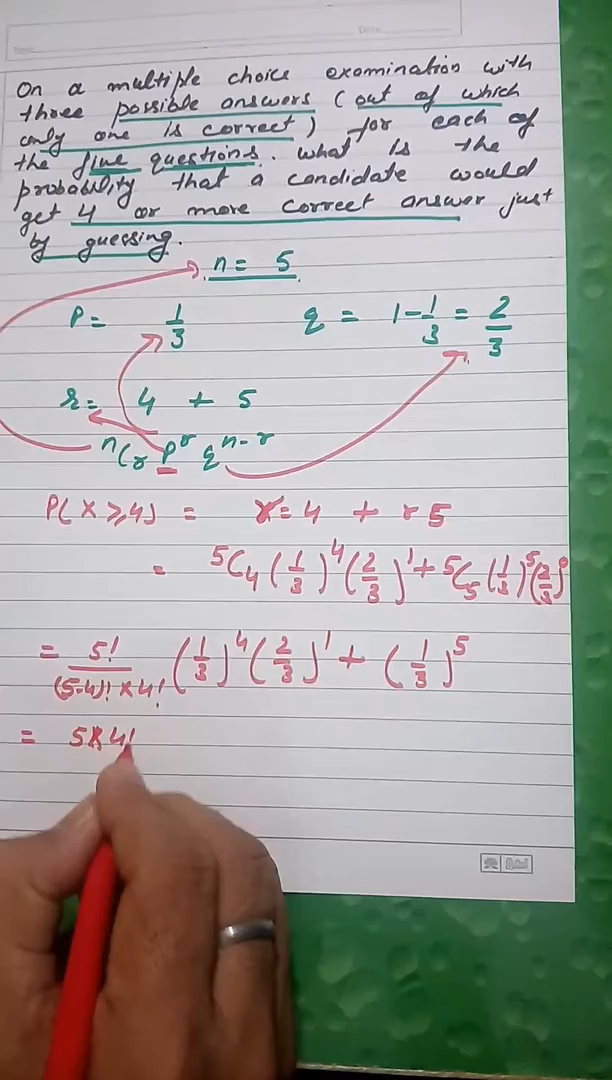 Date
On a multiple choice examination with
three possible answers (out of which
only one is correct) for each of
the five questions. What is the
probability that a candidate would
get 4 or more correct answer just
by guessing.
n = 5
P = 1/3 q = 1 - 1/3 = 2/3
r = 4 + 5
ⁿCᵣ Pʳ qⁿ⁻ʳ
P(X ≥ 4) = x=4 + r5
= ⁵C₄ (1/3)⁴ (2/3)¹ + ⁵C₅ (1/3)⁵ (2/3)⁰
= 5!/((5-4)! × 4!) (1/3)⁴ (2/3)¹ + (1/3)⁵
= 5×4!